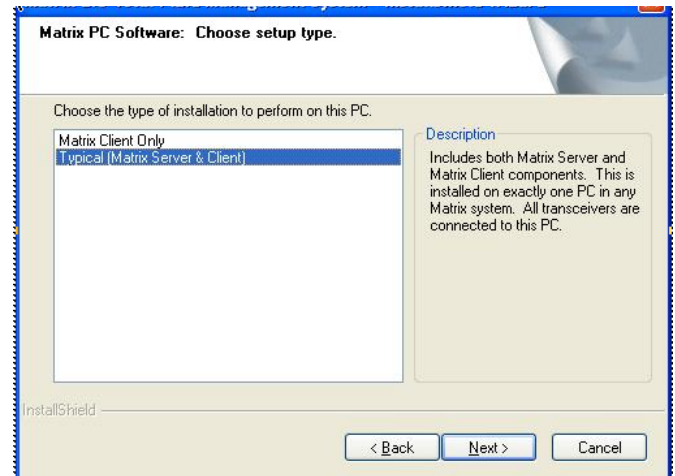 Matrix PC Software: Choose setup type.
Choose the type of installation to perform on this PC.
Matrix Client Only
Typical (Matrix Server & Client)
Description
Includes both Matrix Server and
Matrix Client components. This is
installed on exactly one PC in any
Matrix system. All transceivers are
connected to this PC.
InstallShield
< Back
Next >
Cancel